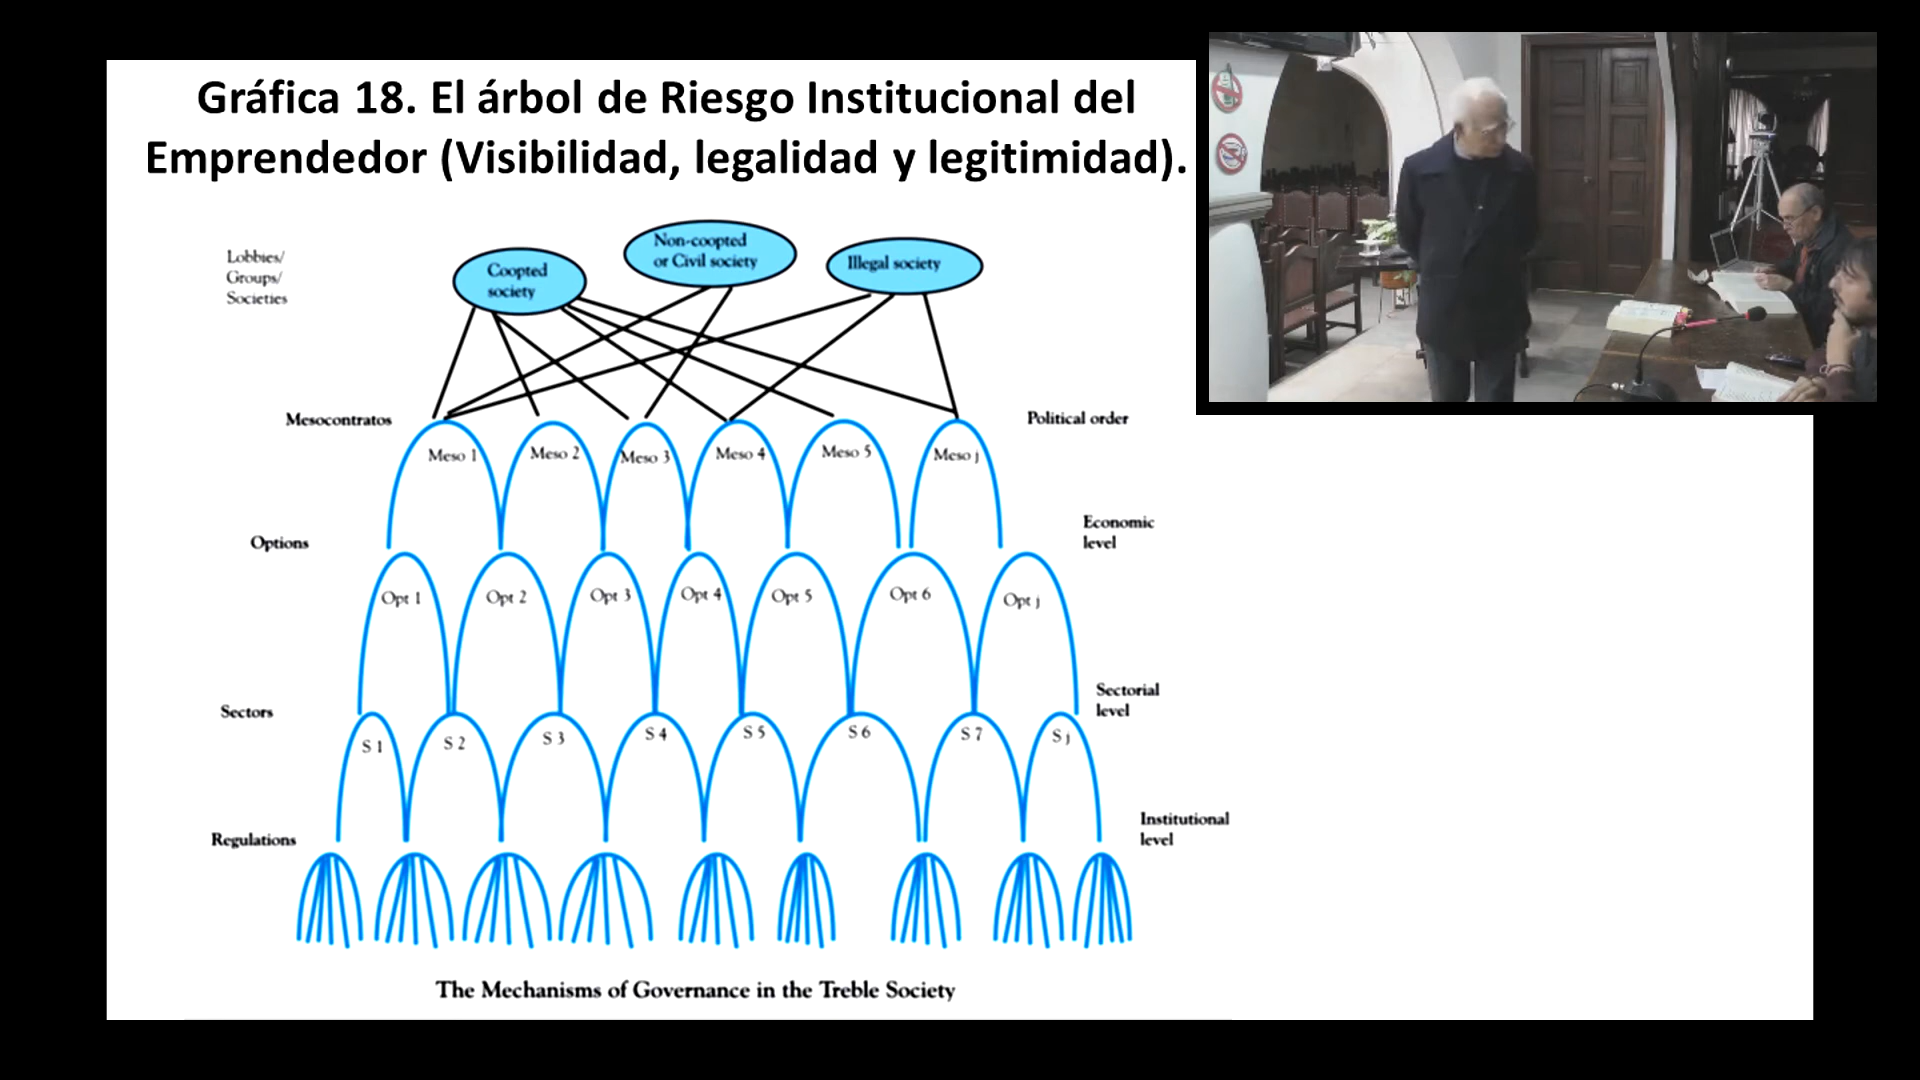 Gráfica 18. El árbol de Riesgo Institucional del
Emprendedor (Visibilidad, legalidad y legitimidad).
Lobbies/
Groups/
Societies
Coopted
society
Non-coopted
or Civil society
Illegal society
Mesocontratos
Political order
Meso 1
Meso 2
Meso 3
Meso 4
Meso 5
Meso j
Options
Economic
level
Opt 1
Opt 2
Opt 3
Opt 4
Opt 5
Opt 6
Opt j
Sectors
Sectorial
level
S 1
S 2
S 3
S 4
S 5
S 6
S 7
S j
Regulations
Institutional
level
The Mechanisms of Governance in the Treble Society